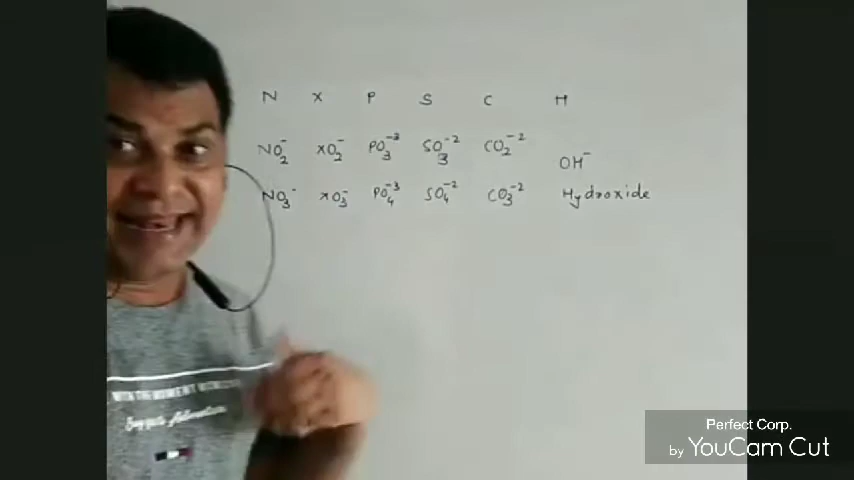 N X P S C H
NO₂⁻ XO₂⁻ PO₃⁻³ SO₃⁻² CO₂⁻² OH⁻
NO₃⁻ XO₃⁻ PO₄⁻³ SO₄⁻² CO₃⁻² Hydroxide
Perfect Corp.
by YouCam Cut